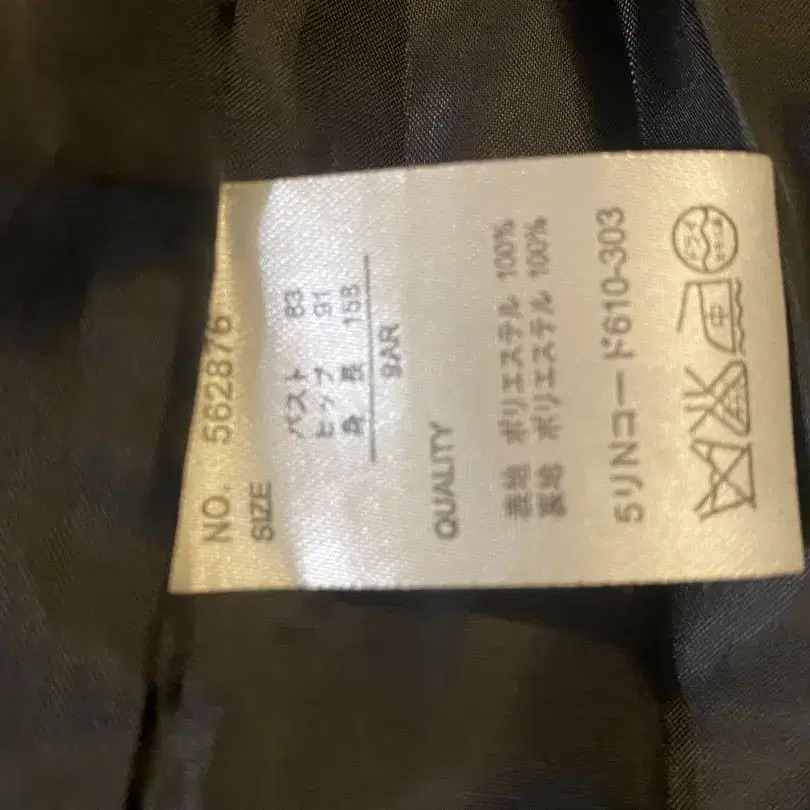 NO. 562876
SIZE
バスト 83
ヒップ 91
身長 158
9AR
QUALITY
表地 ポリエステル 100%
裏地 ポリエステル 100%
5リNコード610-303
中
ドライ